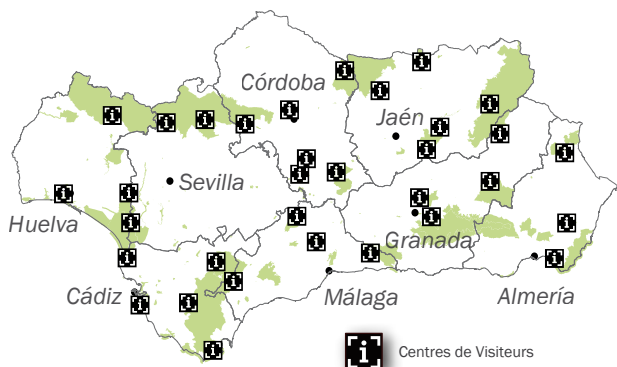 Córdoba
Jaén
Sevilla
Huelva
Granada
Cádiz
Málaga
Almería
i Centres de Visiteurs